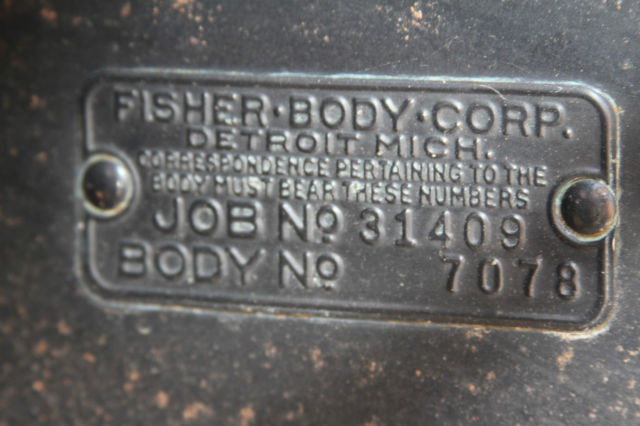 FISHER·BODY·CORP.
DETROIT MICH.
CORRESPONDENCE PERTAINING TO THE
BODY MUST BEAR THESE NUMBERS
JOB No 31409
BODY No 7078